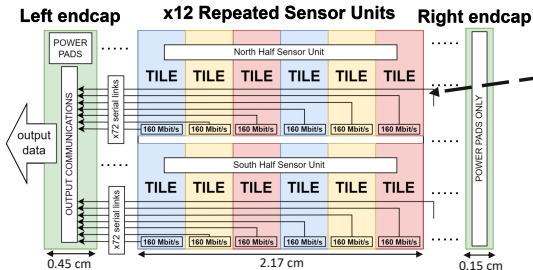 Left endcap
x12 Repeated Sensor Units
Right endcap
POWER
PADS
OUTPUT COMMUNICATIONS
output
data
x72 serial links
North Half Sensor Unit
TILE TILE TILE TILE TILE TILE
160 Mbit/s 160 Mbit/s 160 Mbit/s 160 Mbit/s 160 Mbit/s 160 Mbit/s
x72 serial links
South Half Sensor Unit
TILE TILE TILE TILE TILE TILE
160 Mbit/s 160 Mbit/s 160 Mbit/s 160 Mbit/s 160 Mbit/s 160 Mbit/s
POWER PADS ONLY
0.45 cm
2.17 cm
0.15 cm